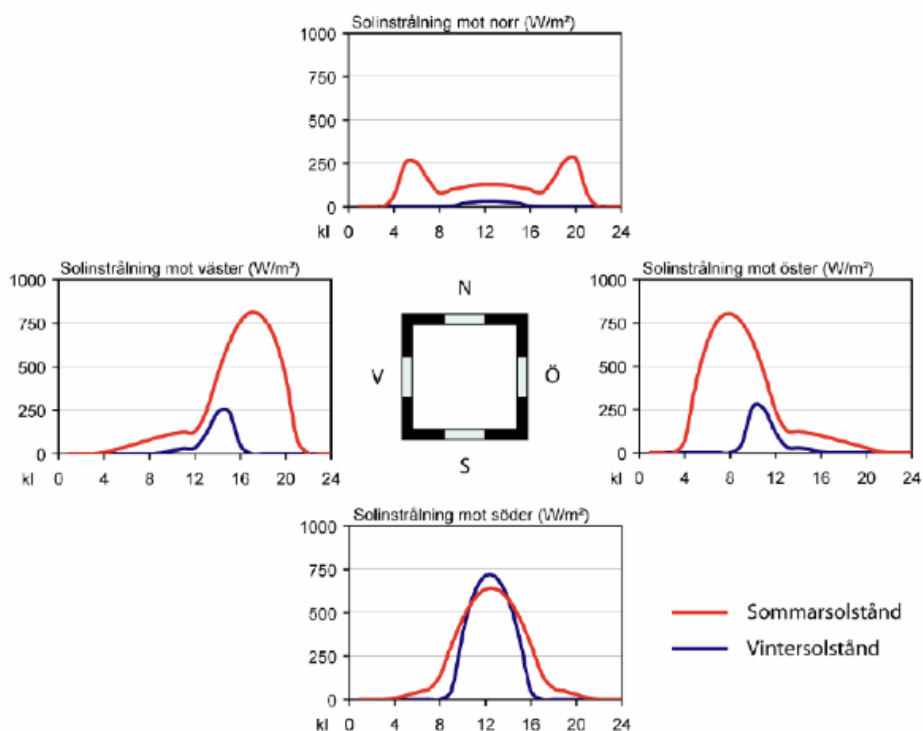 Solinstrålning mot norr (W/m²)
1000
750
500
250
0
kl 0 4 8 12 16 20 24
Solinstrålning mot väster (W/m²)
1000
750
500
250
0
kl 0 4 8 12 16 20 24
N
V Ö
S
Solinstrålning mot öster (W/m²)
1000
750
500
250
0
kl 0 4 8 12 16 20 24
Solinstrålning mot söder (W/m²)
1000
750
500
250
0
kl 0 4 8 12 16 20 24
Sommarsolstånd
Vintersolstånd